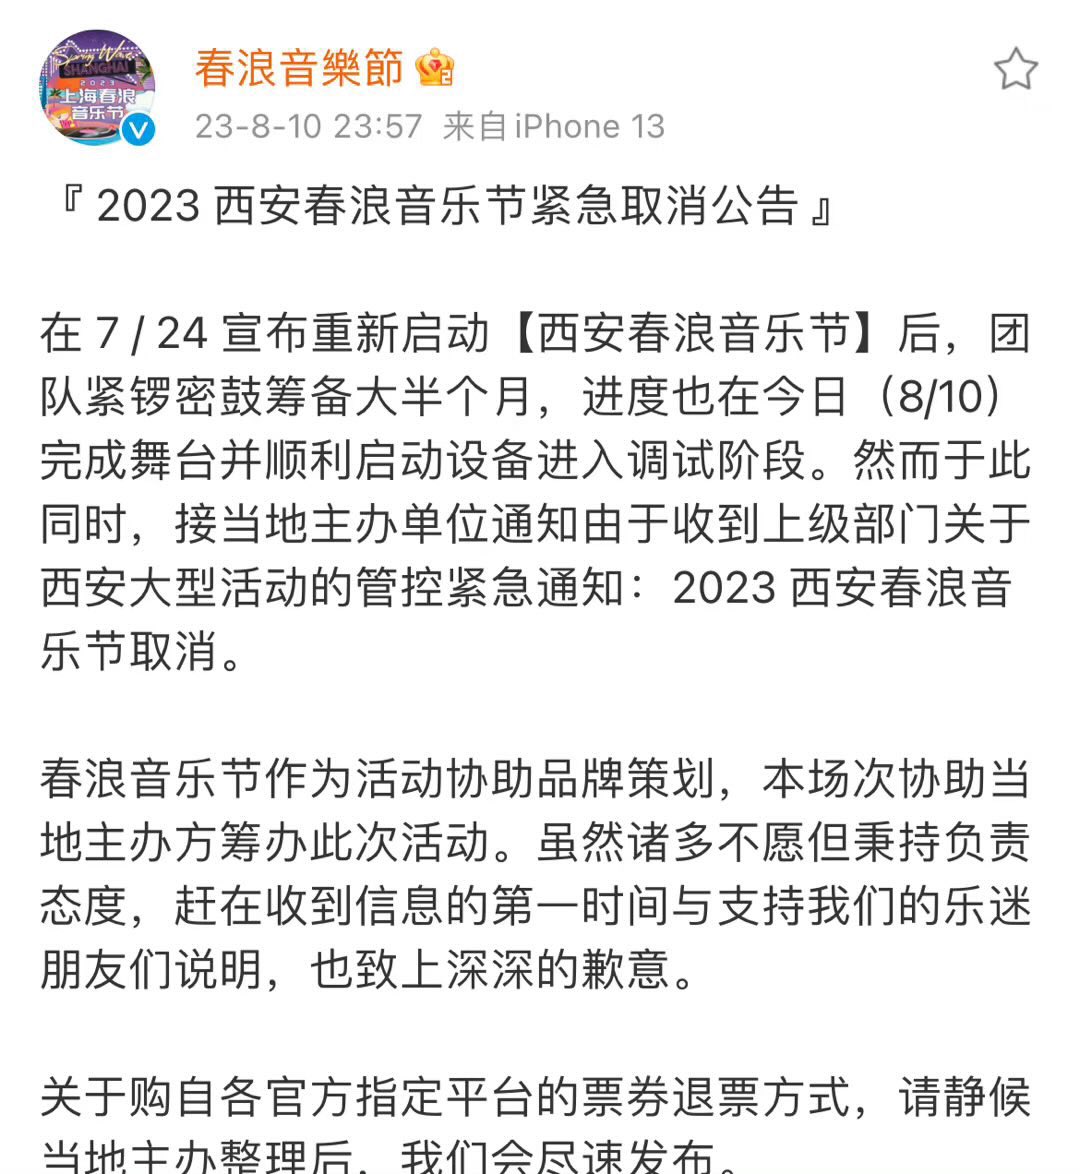 Spring Wave
SHANGHAI
2023
上海春浪
音乐节
春浪音樂節
23-8-10 23:57 来自 iPhone 13
『 2023 西安春浪音乐节紧急取消公告 』
在 7 / 24 宣布重新启动【西安春浪音乐节】后，团
队紧锣密鼓筹备大半个月，进度也在今日（8/10）
完成舞台并顺利启动设备进入调试阶段。然而于此
同时，接当地主办单位通知由于收到上级部门关于
西安大型活动的管控紧急通知：2023 西安春浪音
乐节取消。
春浪音乐节作为活动协助品牌策划，本场次协助当
地主办方筹办此次活动。虽然诸多不愿但秉持负责
态度，赶在收到信息的第一时间与支持我们的乐迷
朋友们说明，也致上深深的歉意。
关于购自各官方指定平台的票券退票方式，请静候
当地主办整理后，我们会尽速发布。